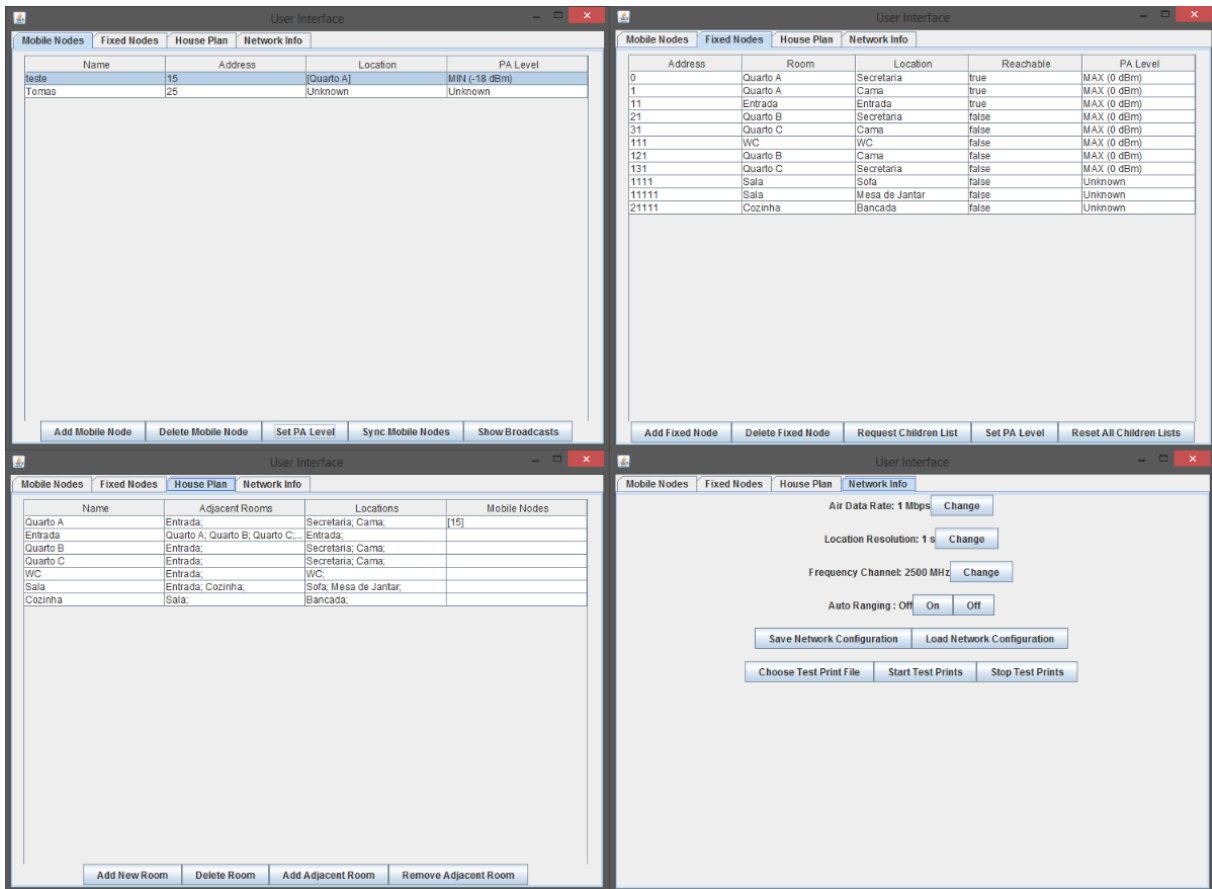 User Interface
Mobile Nodes Fixed Nodes House Plan Network Info
Name Address Location PA Level
teste 15 [Quarto A] MIN (-18 dBm)
Tomas 25 Unknown Unknown
Add Mobile Node Delete Mobile Node Set PA Level Sync Mobile Nodes Show Broadcasts
User Interface
Mobile Nodes Fixed Nodes House Plan Network Info
Address Room Location Reachable PA Level
0 Quarto A Secretaria true MAX (0 dBm)
1 Quarto A Cama true MAX (0 dBm)
11 Entrada Entrada true MAX (0 dBm)
21 Quarto B Secretaria false MAX (0 dBm)
31 Quarto C Cama false MAX (0 dBm)
111 WC WC false MAX (0 dBm)
121 Quarto B Cama false MAX (0 dBm)
131 Quarto C Secretaria false MAX (0 dBm)
1111 Sala Sofa false Unknown
11111 Sala Mesa de Jantar false Unknown
21111 Cozinha Bancada false Unknown
Add Fixed Node Delete Fixed Node Request Children List Set PA Level Reset All Children Lists
User Interface
Mobile Nodes Fixed Nodes House Plan Network Info
Name Adjacent Rooms Locations Mobile Nodes
Quarto A Entrada; Secretaria; Cama; [15]
Entrada Quarto A; Quarto B; Quarto C;... Entrada;
Quarto B Entrada; Secretaria; Cama;
Quarto C Entrada; Secretaria; Cama;
WC Entrada; WC;
Sala Entrada; Cozinha; Sofa; Mesa de Jantar;
Cozinha Sala; Bancada;
Add New Room Delete Room Add Adjacent Room Remove Adjacent Room
User Interface
Mobile Nodes Fixed Nodes House Plan Network Info
Air Data Rate: 1 Mbps Change
Location Resolution: 1 s Change
Frequency Channel: 2500 MHz Change
Auto Ranging : Off On Off
Save Network Configuration Load Network Configuration
Choose Test Print File Start Test Prints Stop Test Prints